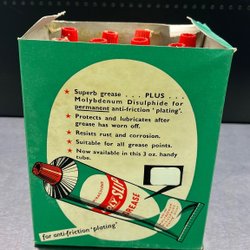 ★ Superb grease . . . PLUS . . .
Molybdenum Disulphide for
permanent anti-friction 'plating'.
★ Protects and lubricates after
grease has worn off.
★ Resists rust and corrosion.
★ Suitable for all grease points.
★ Now available in this 3 oz. handy
tube.
SLIP
GREASE
for anti-friction 'plating'